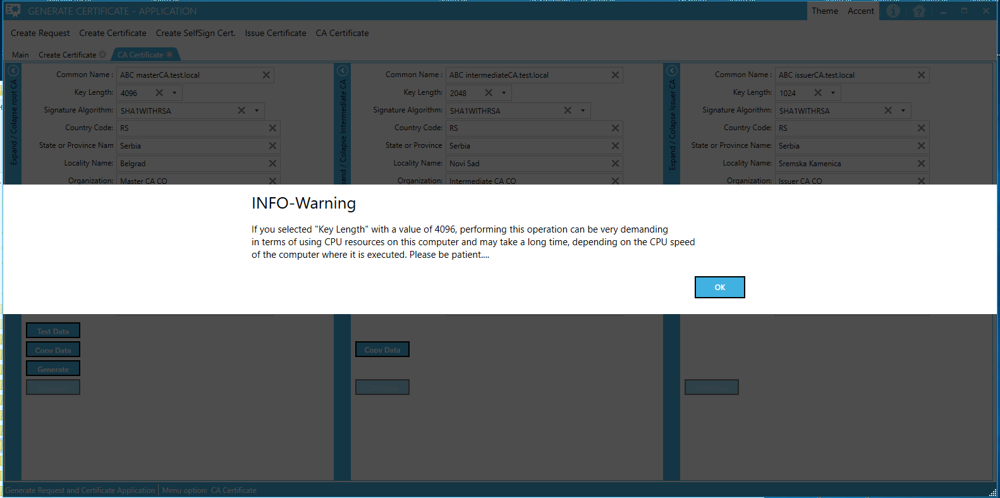 GENERATE CERTIFICATE - APPLICATION
Theme Accent
Create Request Create Certificate Create SelfSign Cert. Issue Certificate CA Certificate
Main Create Certificate CA Certificate
Expand / Colapse root CA
Common Name : ABC masterCA.test.local
Key Length: 4096
Signature Algorithm: SHA1WITHRSA
Country Code: RS
State or Province Nam Serbia
Locality Name: Belgrad
Organization: Master CA CO
pand / Colapse Intermediate CA
Common Name : ABC intermediateCA.test.local
Key Length: 2048
Signature Algorithm: SHA1WITHRSA
Country Code: RS
State or Province Serbia
Locality Name: Novi Sad
Organization: Intermediate CA CO
Expand / Colapse Issuer CA
Common Name : ABC issuerCA.test.local
Key Length: 1024
Signature Algorithm: SHA1WITHRSA
Country Code: RS
State or Province Name: Serbia
Locality Name: Sremska Kamenica
Organization: Issuer CA CO
INFO-Warning
If you selected "Key Length" with a value of 4096, performing this operation can be very demanding
in terms of using CPU resources on this computer and may take a long time, depending on the CPU speed
of the computer where it is executed. Please be patient....
OK
Test Data
Copy Data
Generate
Copy Data
Generate Request and Certificate Application Menu option: CA Certificate